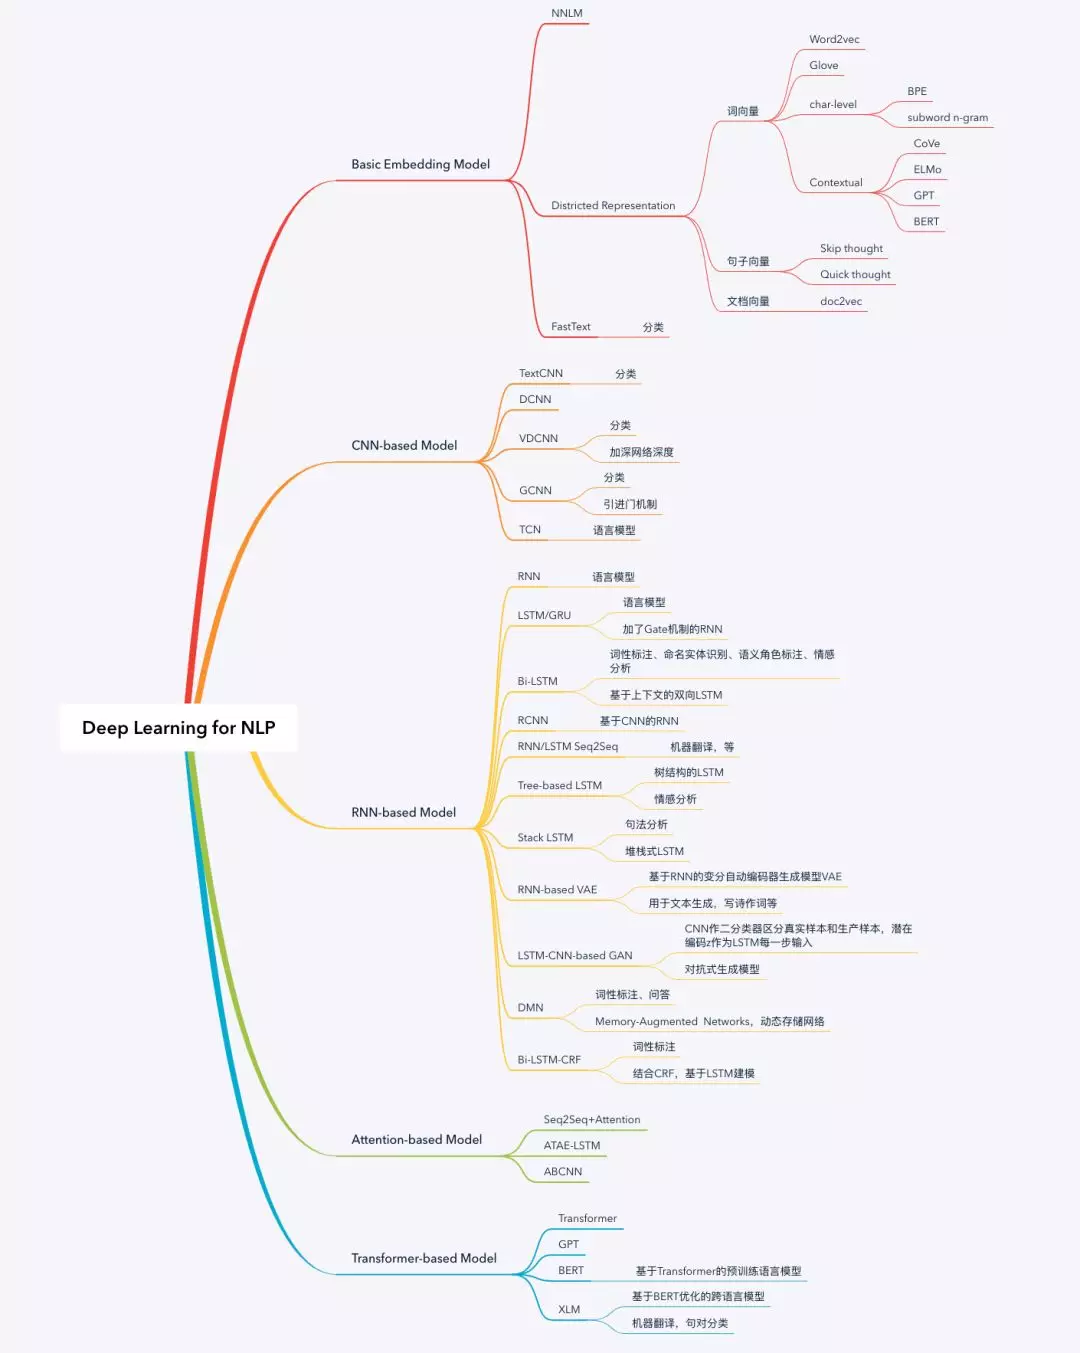 Deep Learning for NLP
Basic Embedding Model
NNLM
Districted Representation
词向量
Word2vec
Glove
char-level
BPE
subword n-gram
Contextual
CoVe
ELMo
GPT
BERT
句子向量
Skip thought
Quick thought
文档向量
doc2vec
FastText
分类
CNN-based Model
TextCNN
分类
DCNN
VDCNN
分类
加深网络深度
GCNN
分类
引进门机制
TCN
语言模型
RNN-based Model
RNN
语言模型
LSTM/GRU
语言模型
加了Gate机制的RNN
Bi-LSTM
词性标注、命名实体识别、语义角色标注、情感
分析
基于上下文的双向LSTM
RCNN
基于CNN的RNN
RNN/LSTM Seq2Seq
机器翻译，等
Tree-based LSTM
树结构的LSTM
情感分析
Stack LSTM
句法分析
堆栈式LSTM
RNN-based VAE
基于RNN的变分自动编码器生成模型VAE
用于文本生成，写诗作词等
LSTM-CNN-based GAN
CNN作二分类器区分真实样本和生产样本，潜在
编码z作为LSTM每一步输入
对抗式生成模型
DMN
词性标注、问答
Memory-Augmented Networks，动态存储网络
Bi-LSTM-CRF
词性标注
结合CRF，基于LSTM建模
Attention-based Model
Seq2Seq+Attention
ATAE-LSTM
ABCNN
Transformer-based Model
Transformer
GPT
BERT
基于Transformer的预训练语言模型
XLM
基于BERT优化的跨语言模型
机器翻译，句对分类